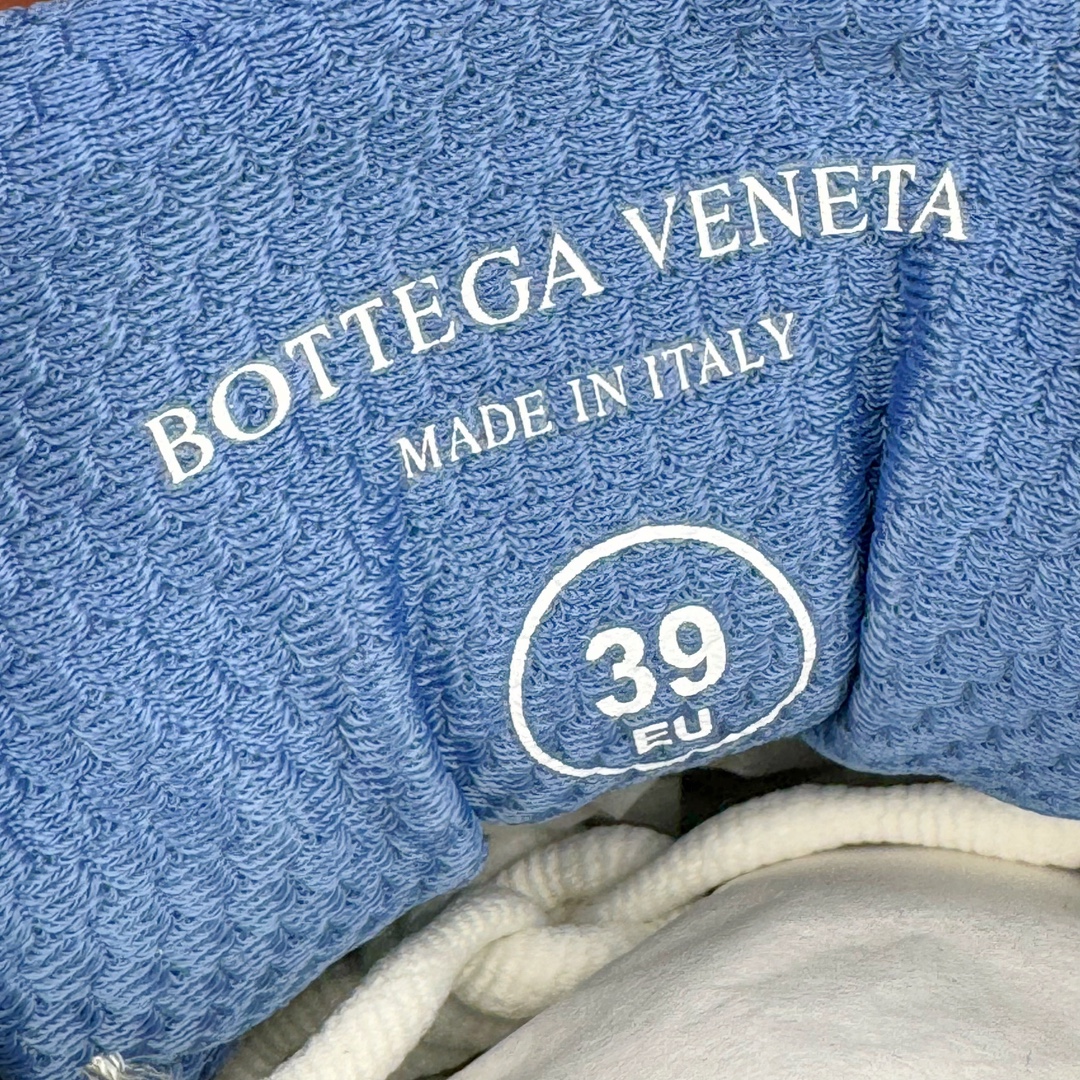 BOTTEGA VENETA
MADE IN ITALY
39
EU